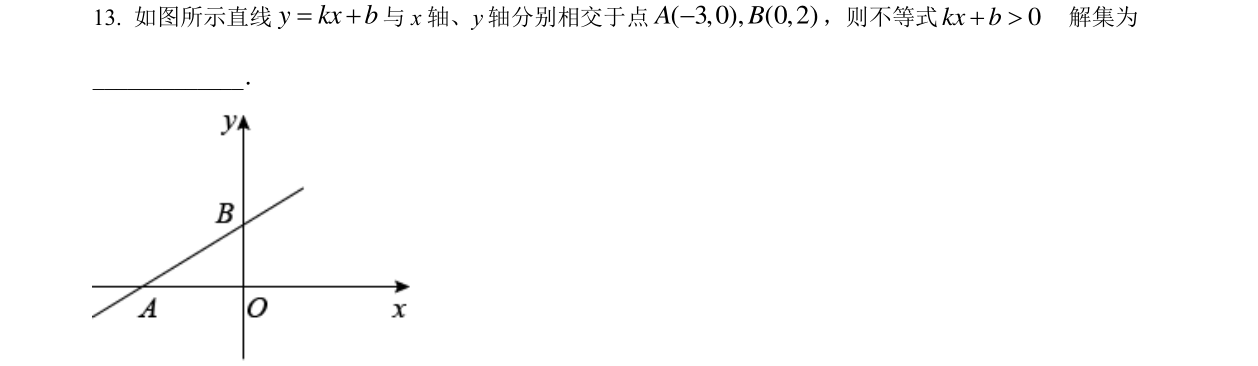 13. 如图所示直线 y = kx + b 与 x 轴、y 轴分别相交于点 A(−3,0), B(0,2)，则不等式 kx + b > 0 解集为
____________.
y
B
A
O
x